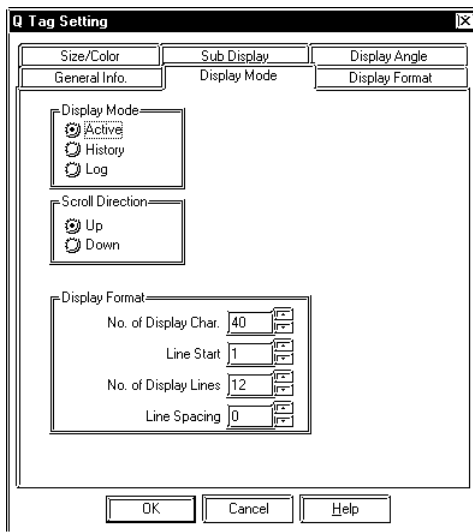 Q Tag Setting
Size/Color Sub Display Display Angle
General Info. Display Mode Display Format
Display Mode
Active
History
Log
Scroll Direction
Up
Down
Display Format
No. of Display Char. 40
Line Start 1
No. of Display Lines 12
Line Spacing 0
OK Cancel Help